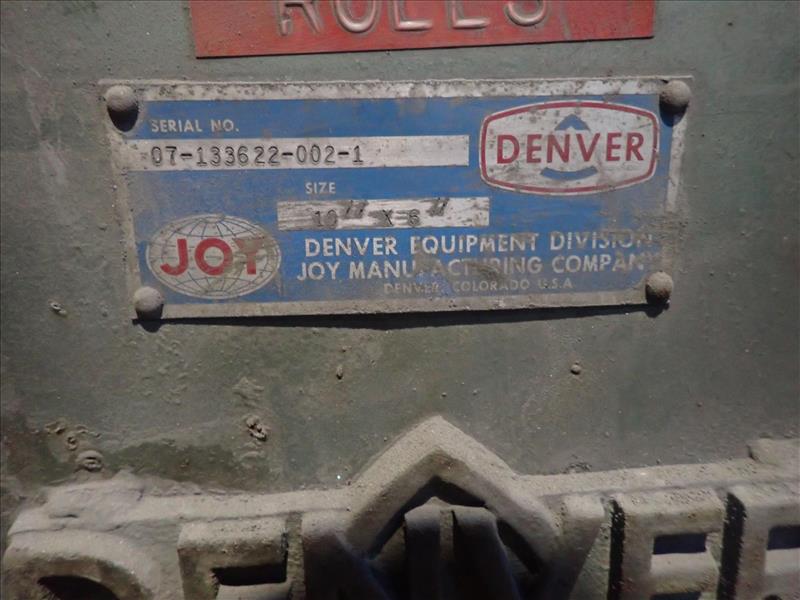 ROLLS
SERIAL NO.
07-133622-002-1
DENVER
SIZE
10" X 6"
JOY
DENVER EQUIPMENT DIVISION
JOY MANUFACTURING COMPANY
DENVER, COLORADO U.S.A.
DENVER